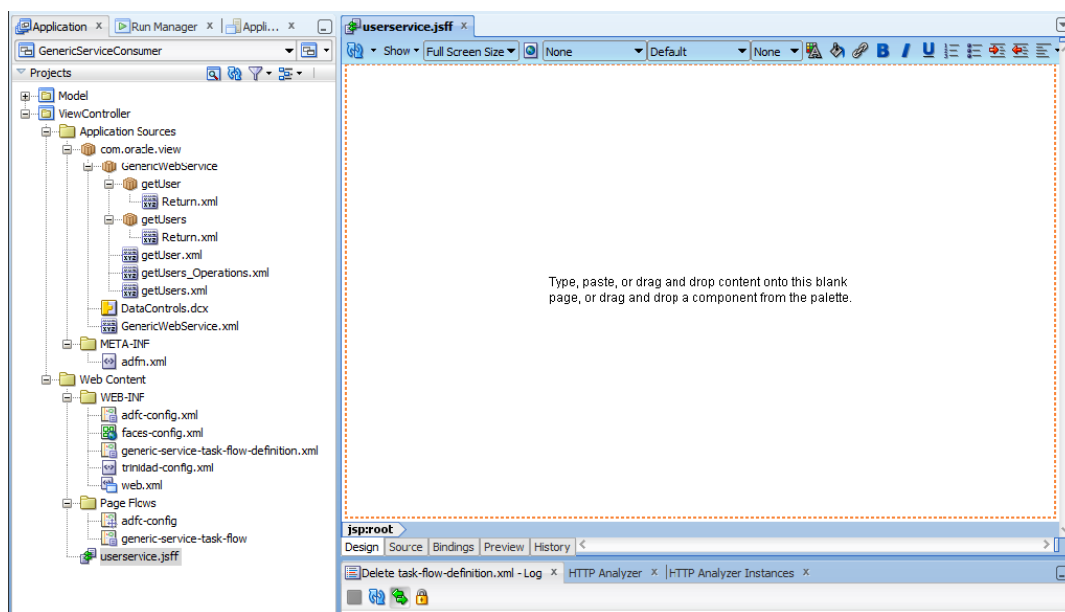 Application x Run Manager x Appli... x
GenericServiceConsumer
Projects
Model
ViewController
Application Sources
com.oracle.view
GenericWebService
getUser
Return.xml
getUsers
Return.xml
getUser.xml
getUsers_Operations.xml
getUsers.xml
DataControls.dcx
GenericWebService.xml
META-INF
adfm.xml
Web Content
WEB-INF
adfc-config.xml
faces-config.xml
generic-service-task-flow-definition.xml
trinidad-config.xml
web.xml
Page Flows
adfc-config
generic-service-task-flow
userservice.jsff
userservice.jsff x
Show Full Screen Size None Default None B I U
Type, paste, or drag and drop content onto this blank
page, or drag and drop a component from the palette.
jsp:root
Design Source Bindings Preview History
Delete task-flow-definition.xml - Log x HTTP Analyzer x HTTP Analyzer Instances x